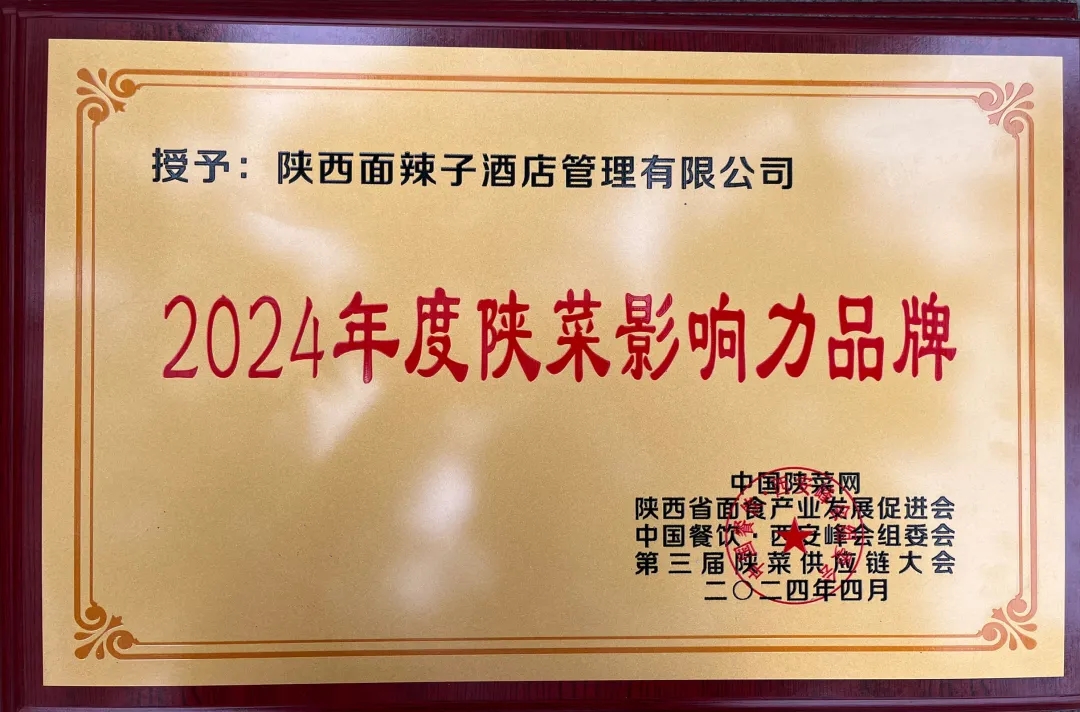 授予：陕西面辣子酒店管理有限公司
2024年度陕菜影响力品牌
中国陕菜网
陕西省面食产业发展促进会
中国餐饮·西安峰会组委会
第三届陕菜供应链大会
二〇二四年四月